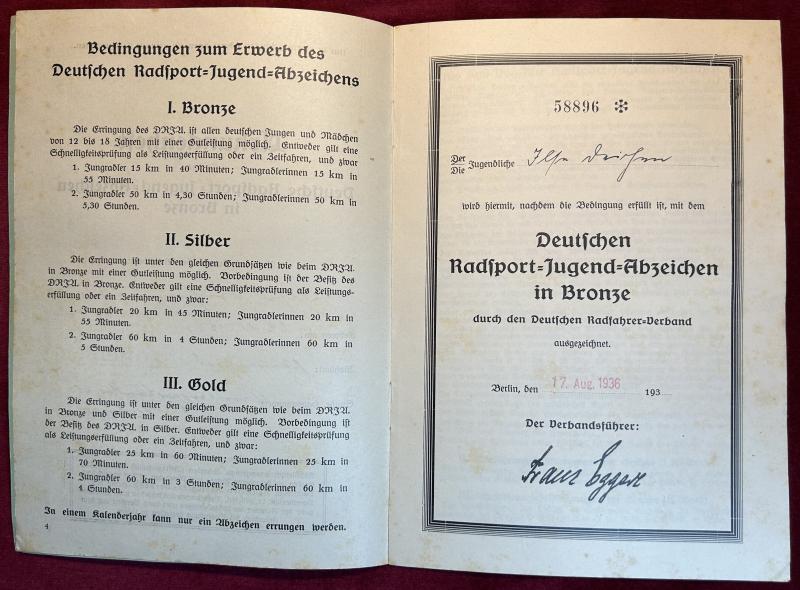 Bedingungen zum Erwerb des
Deutschen Radsport-Jugend-Abzeichens
I. Bronze
Die Erringung des DRJA. ist allen deutschen Jungen und Mädchen
von 12 bis 18 Jahren mit einer Gutleistung möglich. Entweder gilt eine
Schnelligkeitsprüfung als Leistungserfüllung oder ein Zeitfahren, und zwar
1. Jungradler 15 km in 40 Minuten; Jungradlerinnen 15 km in
55 Minuten.
2. Jungradler 50 km in 4,30 Stunden; Jungradlerinnen 50 km in
5,30 Stunden.
II. Silber
Die Erringung ist unter den gleichen Grundsätzen wie beim DRJA.
in Bronze mit einer Gutleistung möglich. Vorbedingung ist der Besitz des
DRJA. in Bronze. Entweder gilt eine Schnelligkeitsprüfung als Leistungs-
erfüllung oder ein Zeitfahren, und zwar:
1. Jungradler 20 km in 45 Minuten; Jungradlerinnen 20 km in
55 Minuten.
2. Jungradler 60 km in 4 Stunden; Jungradlerinnen 60 km in
5 Stunden.
III. Gold
Die Erringung ist unter den gleichen Grundsätzen wie beim DRJA.
in Bronze und Silber mit einer Gutleistung möglich. Vorbedingung ist
der Besitz des DRJA. in Silber. Entweder gilt eine Schnelligkeitsprüfung
als Leistungserfüllung oder ein Zeitfahren, und zwar:
1. Jungradler 25 km in 60 Minuten; Jungradlerinnen 25 km in
70 Minuten.
2. Jungradler 60 km in 3 Stunden; Jungradlerinnen 60 km in
4 Stunden.
In einem Kalenderjahr kann nur ein Abzeichen errungen werden.
4
58896 ✻
Der
Die Jugendliche Ilse
wird hiermit, nachdem die Bedingung erfüllt ist, mit dem
Deutschen
Radsport-Jugend-Abzeichen
in Bronze
durch den Deutschen Radfahrer-Verband
ausgezeichnet.
Berlin, den 17. Aug. 1936 193
Der Verbandsführer:
Franz Eggert